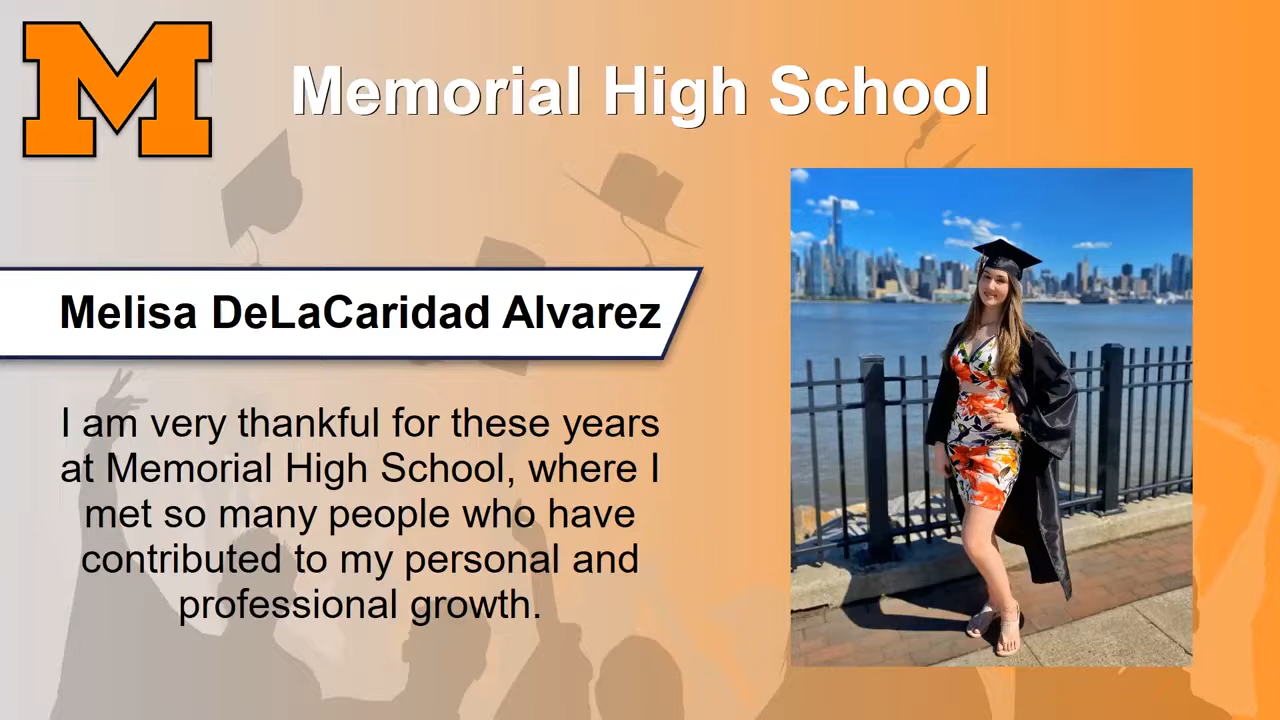 M
Memorial High School
Melisa DeLaCaridad Alvarez
I am very thankful for these years
at Memorial High School, where I
met so many people who have
contributed to my personal and
professional growth.